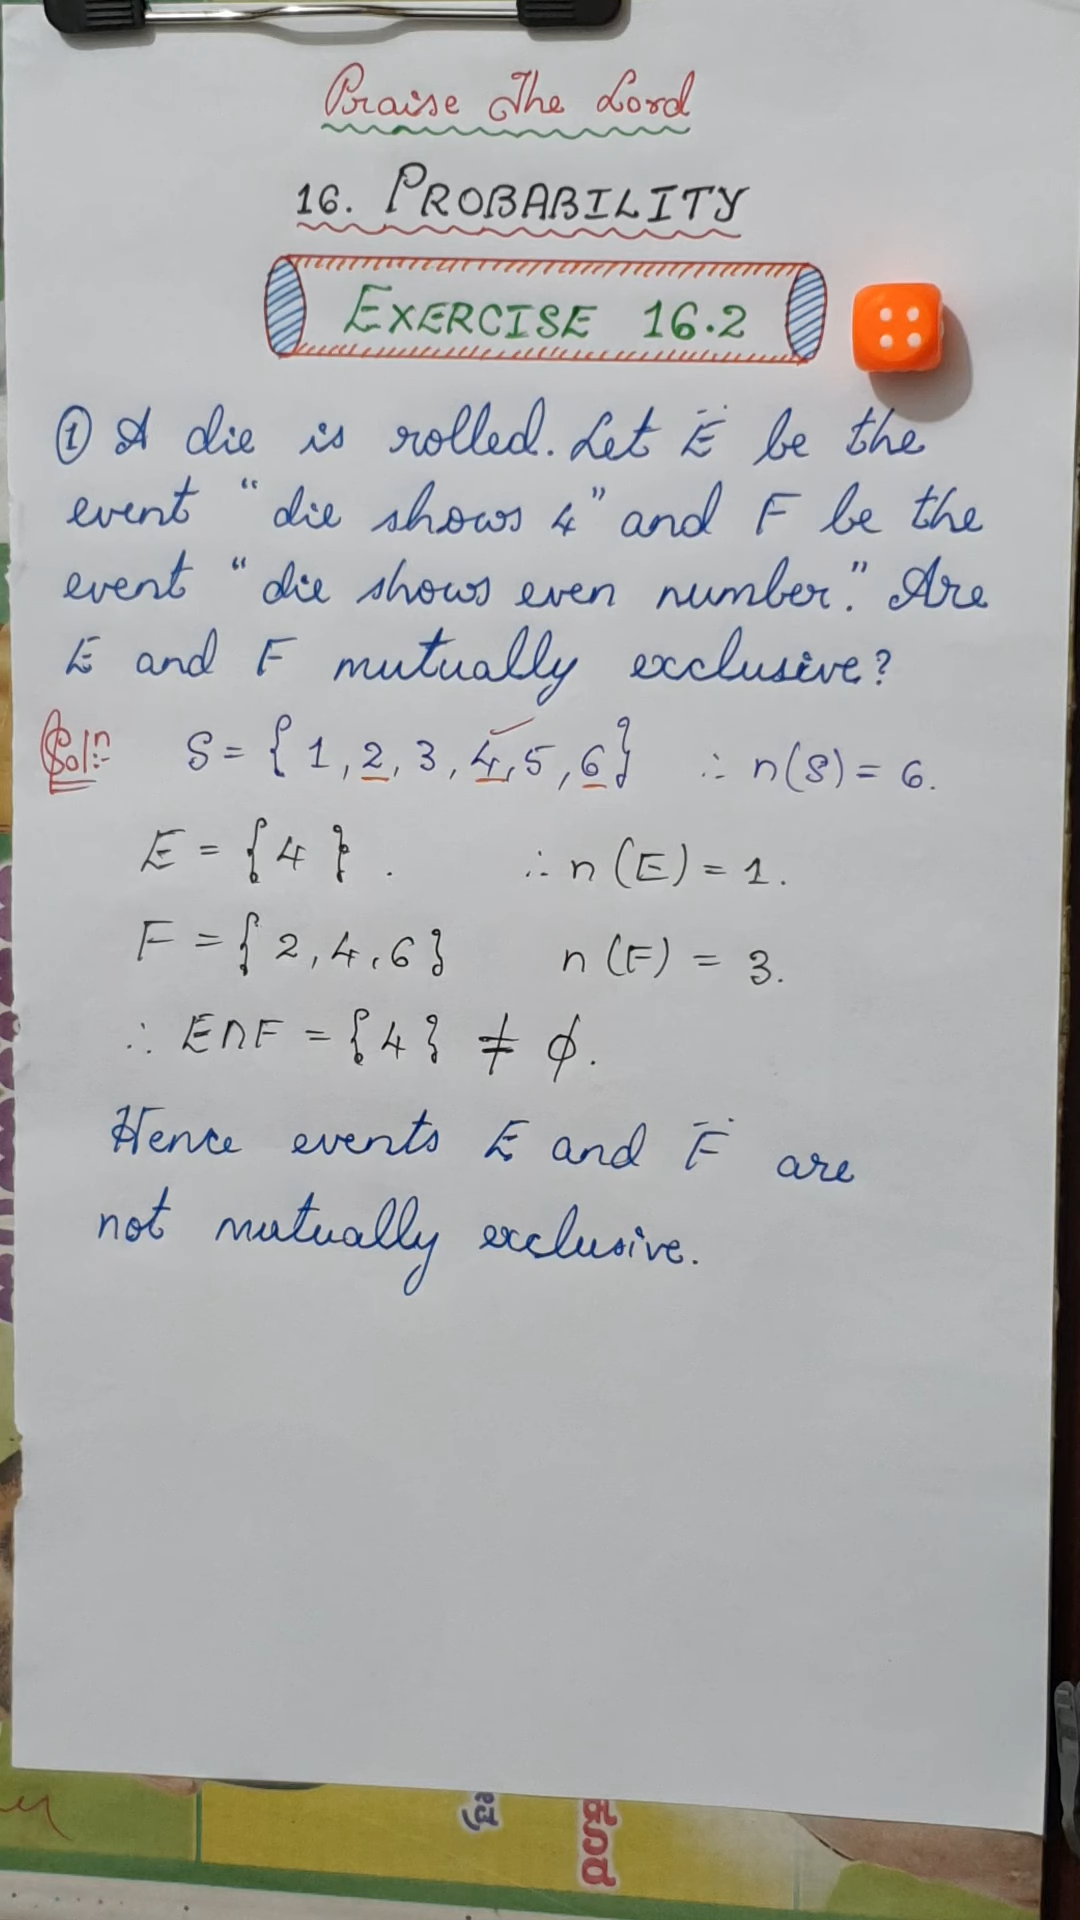 Praise The Lord
16. PROBABILITY
EXERCISE 16.2
① A die is rolled. Let E be the
event "die shows 4" and F be the
event "die shows even number." Are
E and F mutually exclusive?
Solⁿ:- S = { 1, 2, 3, 4, 5, 6} ∴ n(S) = 6.
E = {4}. ∴ n(E) = 1.
F = {2, 4, 6} n(F) = 3.
∴ E∩F = {4} ≠ ϕ.
Hence events E and F are
not mutually exclusive.